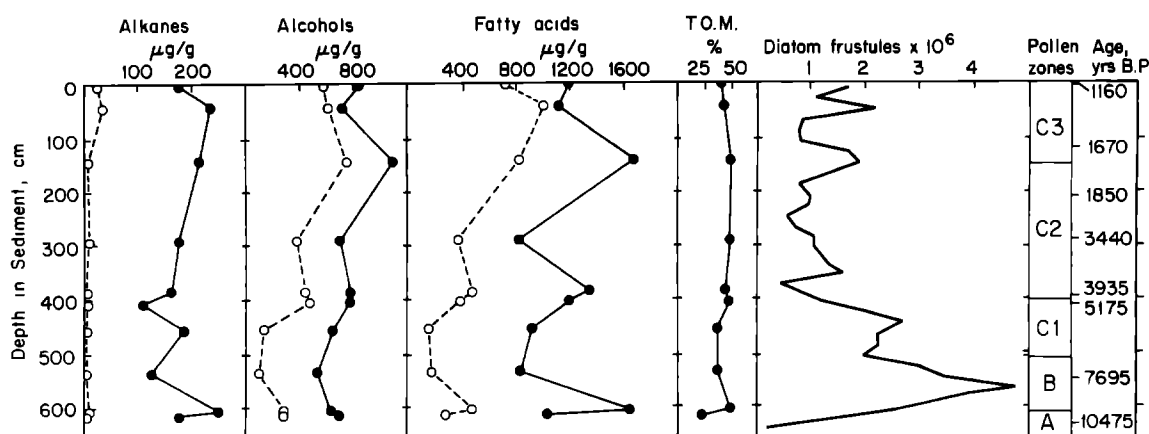 Alkanes
µg/g
100 200
Alcohols
µg/g
400 800
Fatty acids
µg/g
400 800 1200 1600
T.O.M.
%
25 50
Diatom frustules x 10⁶
1 2 3 4
Pollen zones
Age, yrs B.P
Depth in Sediment, cm
0
100
200
300
400
500
600
C3
C2
C1
B
A
1160
1670
1850
3440
3935
5175
7695
10475